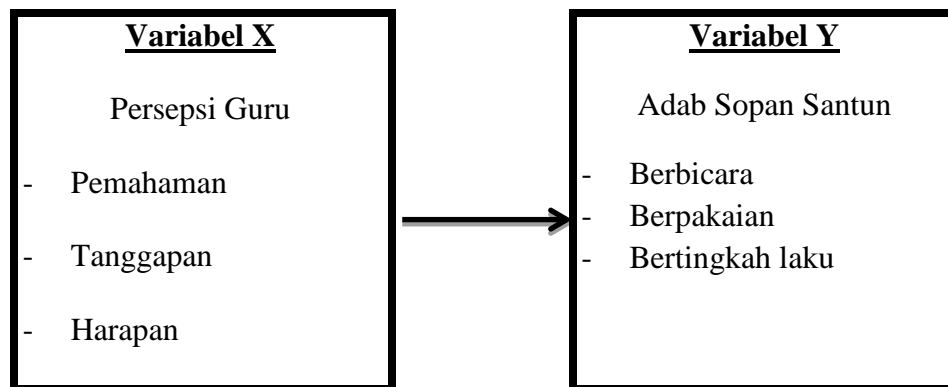 Variabel X
Persepsi Guru
- Pemahaman
- Tanggapan
- Harapan
Variabel Y
Adab Sopan Santun
- Berbicara
- Berpakaian
- Bertingkah laku